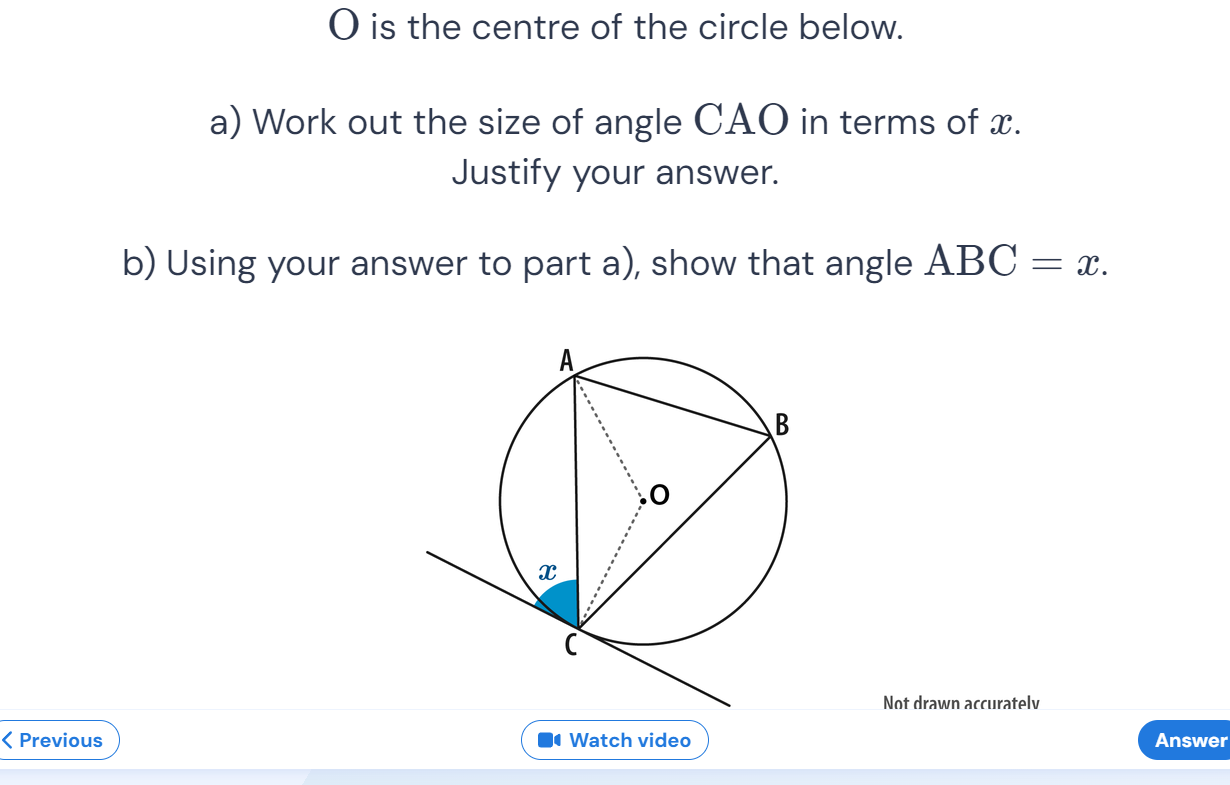 O is the centre of the circle below.
a) Work out the size of angle CAO in terms of x.
Justify your answer.
b) Using your answer to part a), show that angle ABC = x.
A
B
O
x
C
Not drawn accurately
Previous
Watch video
Answer